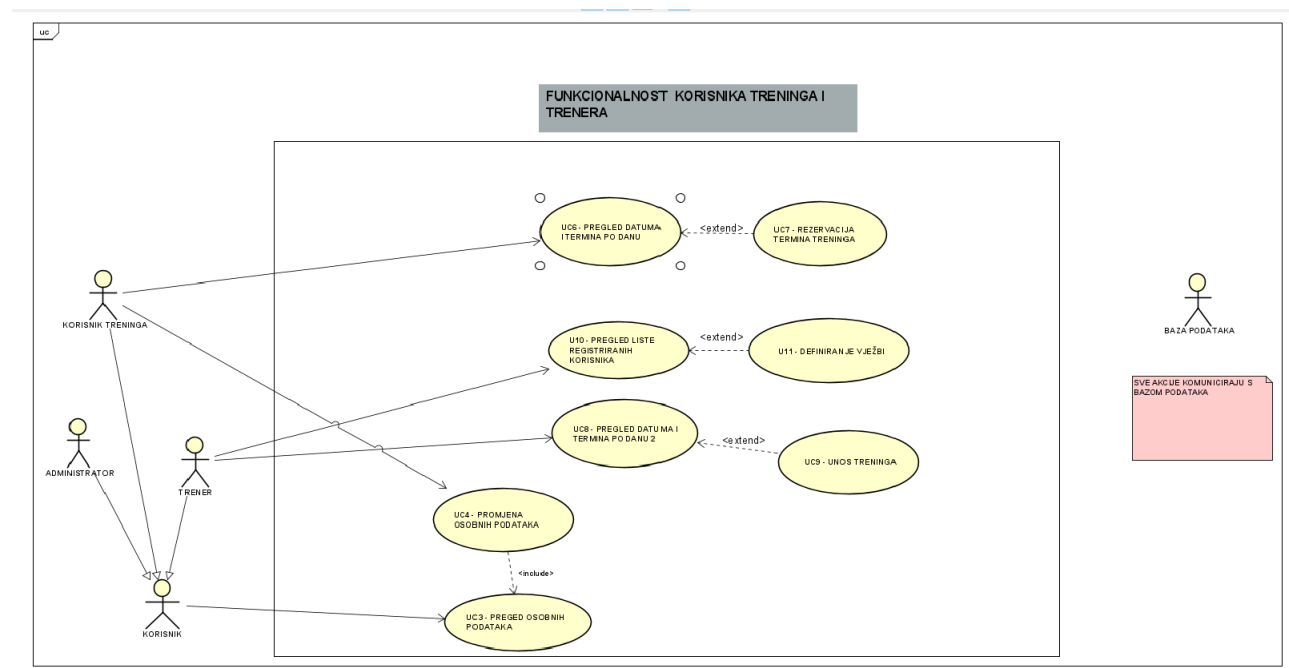 uc
FUNKCIONALNOST KORISNIKA TRENINGA I
TRENERA
UC6 - PREGLED DATUMA
I TERMINA PO DANU
<extend>
UC7 - REZERVACIJA
TERMINA TRENINGA
KORISNIK TRENINGA
BAZA PODATAKA
U10 - PREGLED LISTE
REGISTRIRANIH
KORISNIKA
<extend>
U11 - DEFINIRANJE VJEŽBI
SVE AKCIJE KOMUNICIRAJU S
BAZOM PODATAKA
UC8 - PREGLED DATUMA I
TERMINA PO DANU 2
<extend>
UC9 - UNOS TRENINGA
ADMINISTRATOR
TRENER
UC4 - PROMJENA
OSOBNIH PODATAKA
<include>
UC3 - PREGED OSOBNIH
PODATAKA
KORISNIK